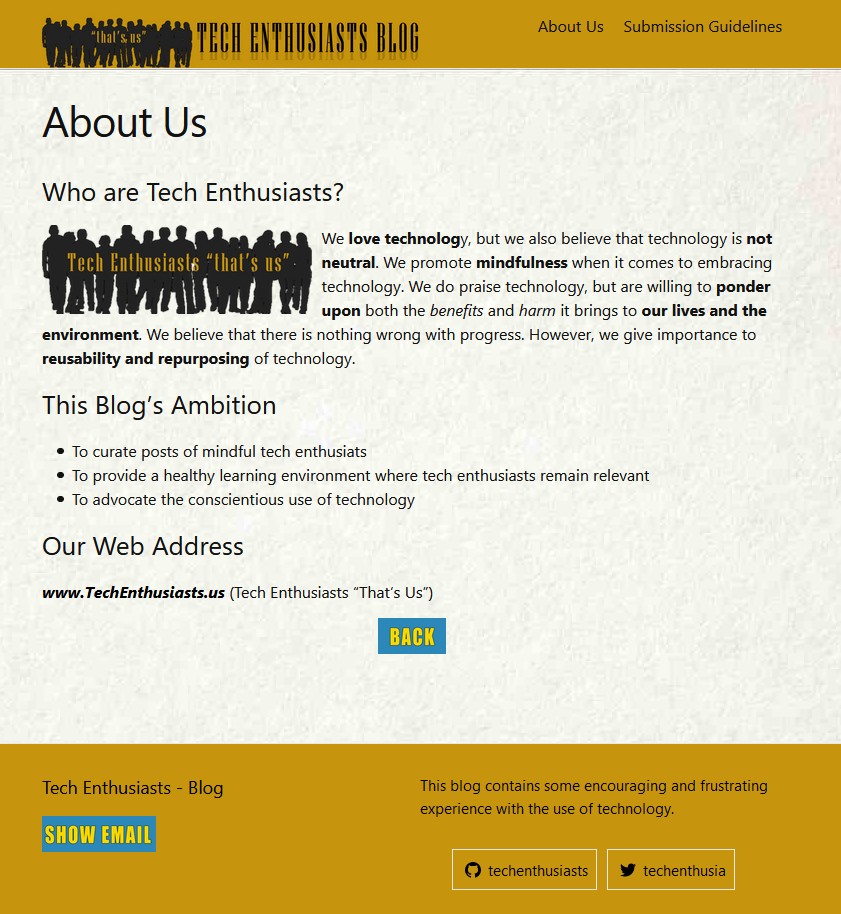 "that's us" TECH ENTHUSIASTS BLOG
About Us Submission Guidelines
About Us
Who are Tech Enthusiasts?
Tech Enthusiasts "that's us"
We love technology, but we also believe that technology is not
neutral. We promote mindfulness when it comes to embracing
technology. We do praise technology, but are willing to ponder
upon both the benefits and harm it brings to our lives and the
environment. We believe that there is nothing wrong with progress. However, we give importance to
reusability and repurposing of technology.
This Blog’s Ambition
To curate posts of mindful tech enthusiats
To provide a healthy learning environment where tech enthusiasts remain relevant
To advocate the conscientious use of technology
Our Web Address
www.TechEnthusiasts.us (Tech Enthusiasts “That’s Us”)
BACK
Tech Enthusiasts - Blog
SHOW EMAIL
This blog contains some encouraging and frustrating
experience with the use of technology.
techenthusiasts techenthusia